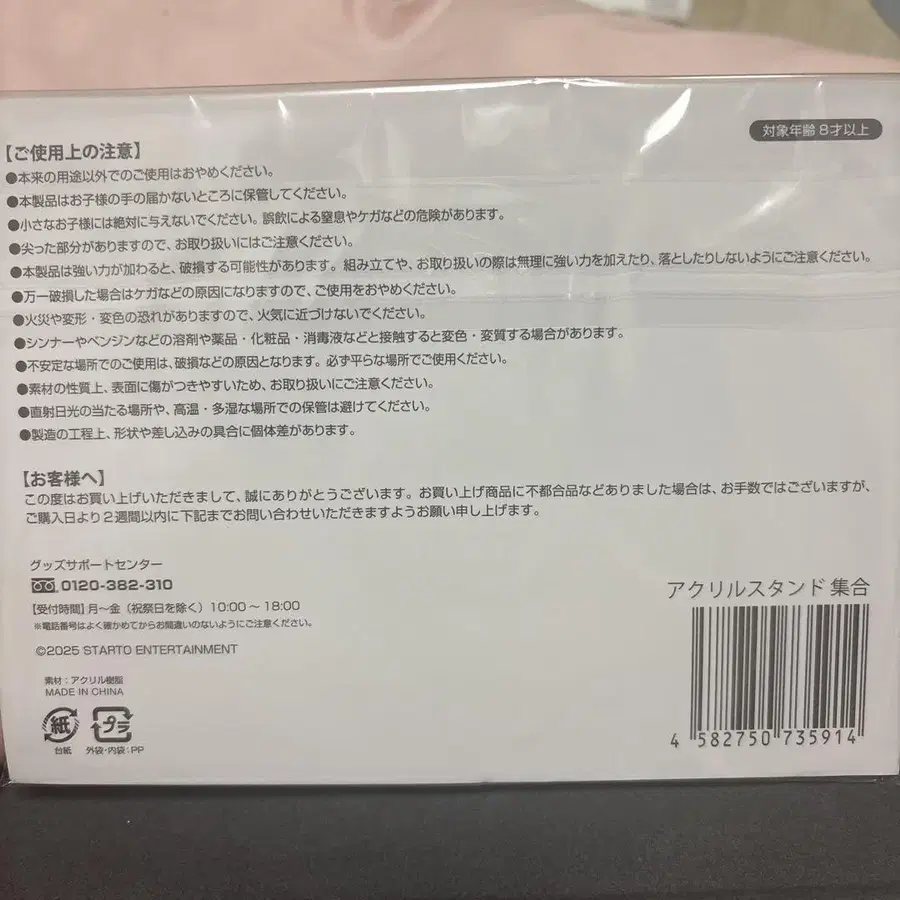 対象年齢8才以上
【ご使用上の注意】
●本来の用途以外でのご使用はおやめください。
●本製品はお子様の手の届かないところに保管してください。
●小さなお子様には絶対に与えないでください。誤飲による窒息やケガなどの危険があります。
●尖った部分がありますので、お取り扱いにはご注意ください。
●本製品は強い力が加わると、破損する可能性があります。組み立てや、お取り扱いの際は無理に強い力を加えたり、落としたりしないようにご注意ください。
●万一破損した場合はケガなどの原因になりますので、ご使用をおやめください。
●火災や変形・変色の恐れがありますので、火気に近づけないでください。
●シンナーやベンジンなどの溶剤や薬品・化粧品・消毒液などと接触すると変色・変質する場合があります。
●不安定な場所でのご使用は、破損などの原因となります。必ず平らな場所でご使用ください。
●素材の性質上、表面に傷がつきやすいため、お取り扱いにご注意ください。
●直射日光の当たる場所や、高温・多湿な場所での保管は避けてください。
●製造の工程上、形状や差し込みの具合に個体差があります。
【お客様へ】
この度はお買い上げいただきまして、誠にありがとうございます。お買い上げ商品に不都合品などありました場合は、お手数ではございますが、
ご購入日より2週間以内に下記までお問い合わせいただきますようお願い申し上げます。
グッズサポートセンター
0120-382-310
【受付時間】月〜金（祝祭日を除く）10:00〜18:00
※電話番号はよく確かめてからお間違いのないようにご注意ください。
©2025 STARTO ENTERTAINMENT
素材：アクリル樹脂
MADE IN CHINA
紙
台紙
プラ
外袋・内袋：PP
アクリルスタンド 集合
4 582750 735914